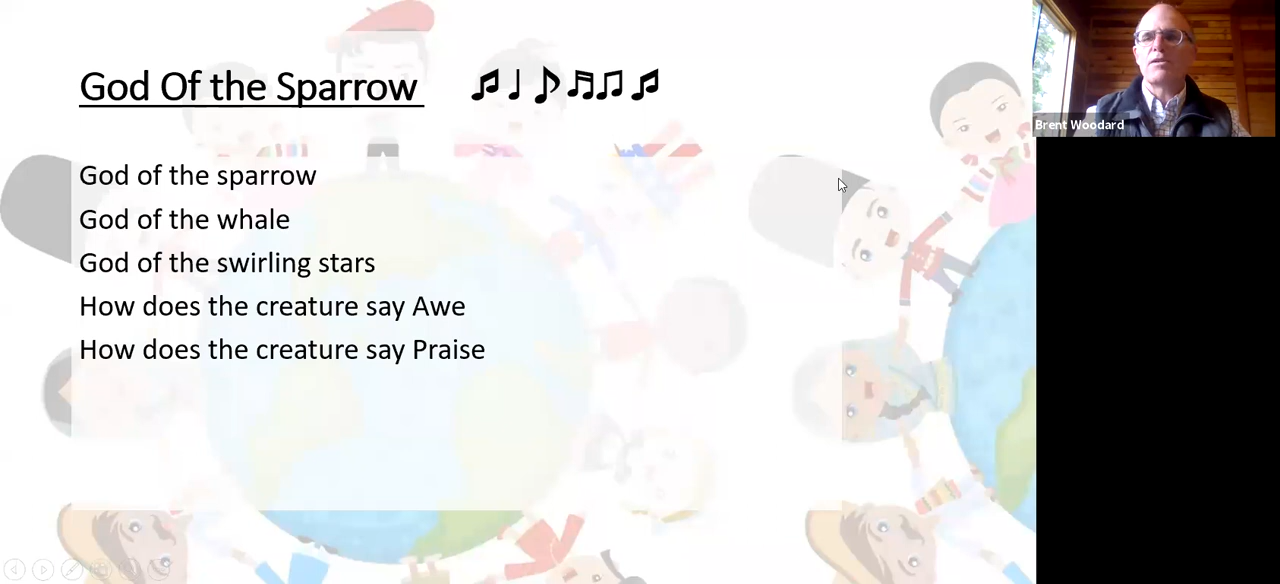 God Of the Sparrow
God of the sparrow
God of the whale
God of the swirling stars
How does the creature say Awe
How does the creature say Praise
Brent Woodard